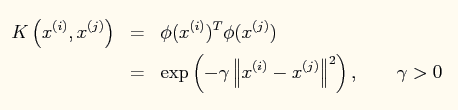 K(x^{(i)}, x^{(j)}) = ϕ(x^{(i)})^T ϕ(x^{(j)})
= exp(−γ ‖x^{(i)} − x^{(j)}‖^2), γ > 0